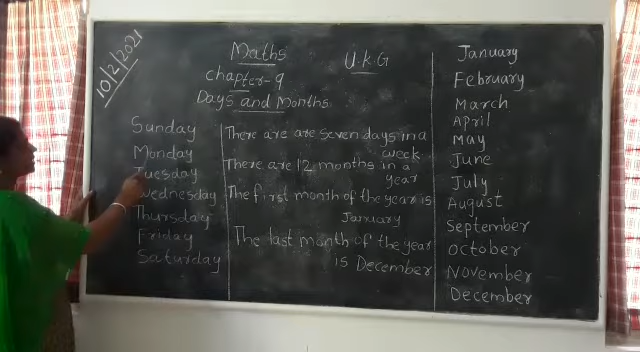 10/2/2021
Maths
U.K.G
Chapter-9
Days and Months
Sunday
Monday
Tuesday
Wednesday
Thursday
Friday
Saturday
There are are seven days in a
week
There are 12 months in a
year
The first month of the year is
January
The last month of the year
is December
January
February
March
April
May
June
July
August
September
October
November
December